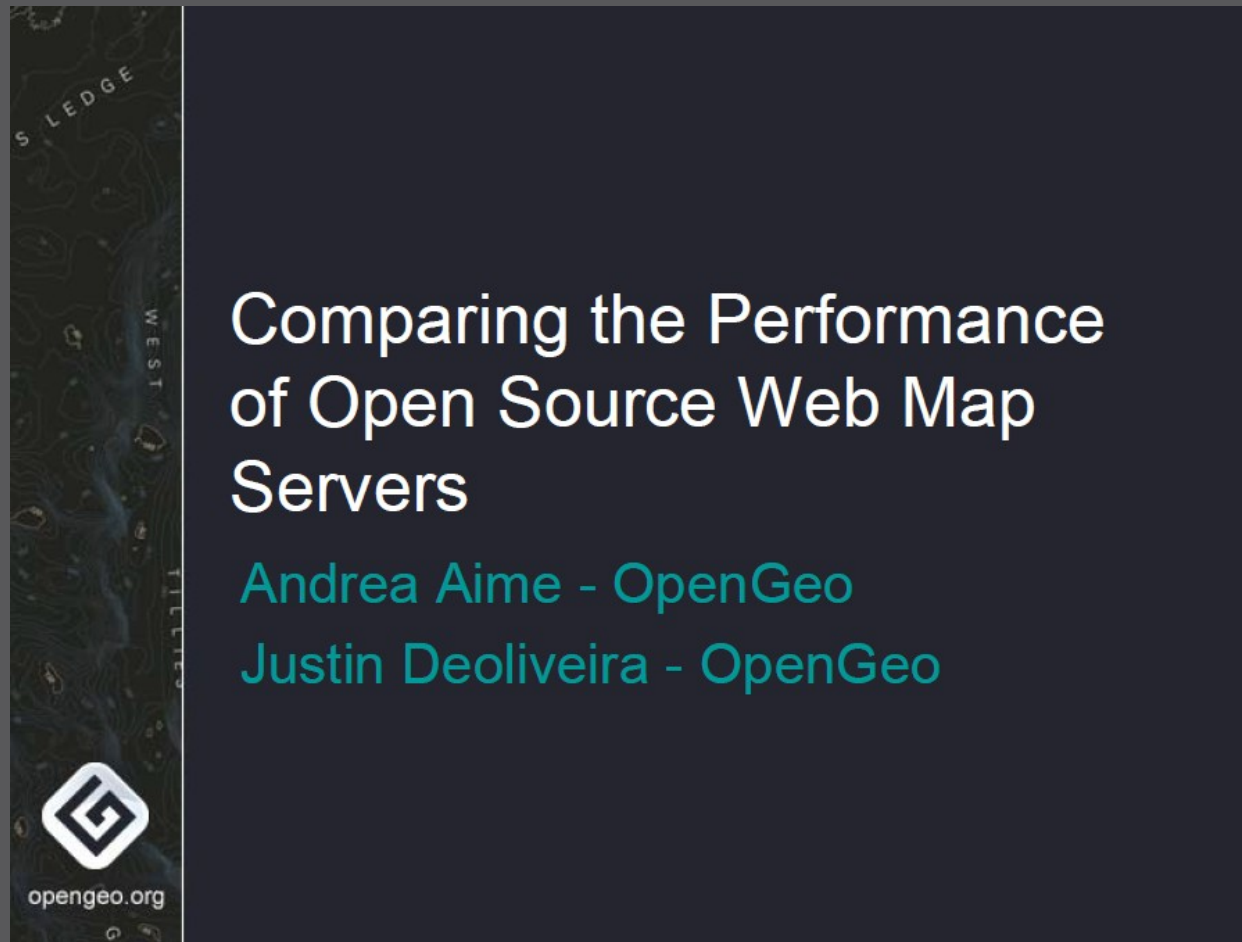 S LEDGE
WEST
TILLIES
Comparing the Performance
of Open Source Web Map
Servers
Andrea Aime - OpenGeo
Justin Deoliveira - OpenGeo
opengeo.org
G